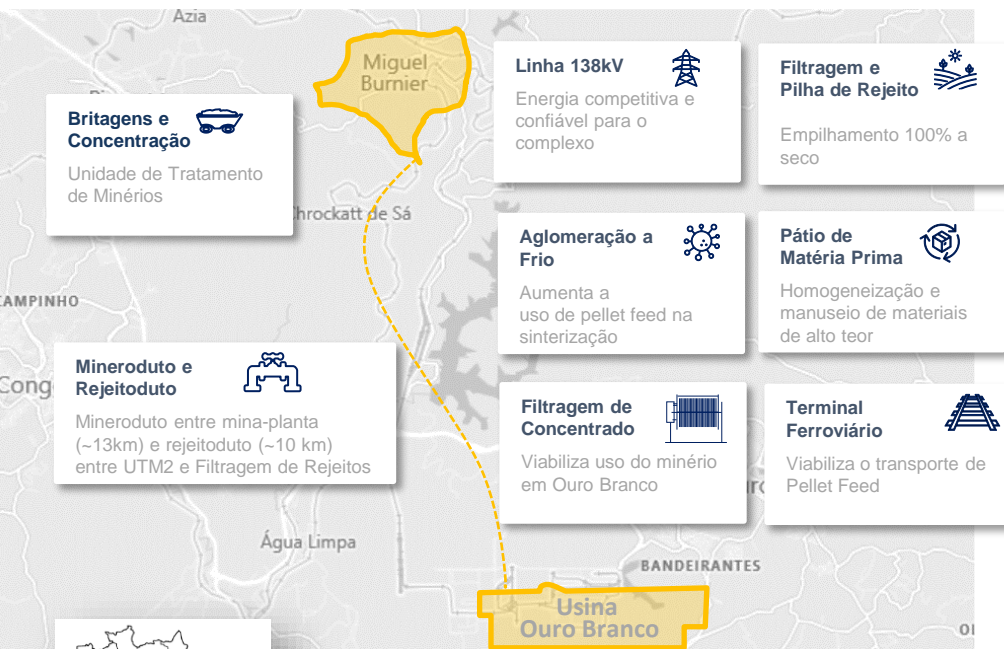 Azia
Miguel
Burnier
Britagens e
Concentração
Unidade de Tratamento
de Minérios
Linha 138kV
Energia competitiva e
confiável para o
complexo
Filtragem e
Pilha de Rejeito
Empilhamento 100% a
seco
hrockatt de Sá
Aglomeração a
Frio
Aumenta a
uso de pellet feed na
sinterização
Pátio de
Matéria Prima
Homogeneização e
manuseio de materiais
de alto teor
CAMPINHO
Cong
Mineroduto e
Rejeitoduto
Mineroduto entre mina-planta
(~13km) e rejeitoduto (~10 km)
entre UTM2 e Filtragem de Rejeitos
Filtragem de
Concentrado
Viabiliza uso do minério
em Ouro Branco
Terminal
Ferroviário
Viabiliza o transporte de
Pellet Feed
Água Limpa
BANDEIRANTES
Usina
Ouro Branco